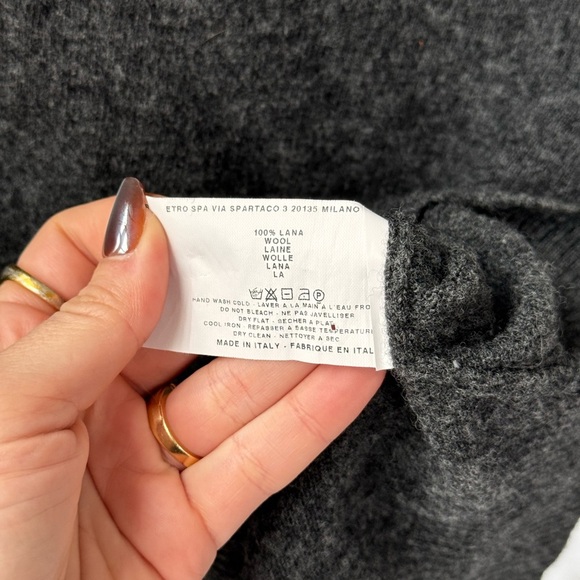 ETRO SPA VIA SPARTACO 3 20135 MILANO
100% LANA
WOOL
LAINE
WOLLE
LANA
LA
HAND WASH COLD - LAVER A LA MAIN A L'EAU FRO
DO NOT BLEACH - NE PAS JAVELLISER
DRY FLAT - SECHER A PLAT
COOL IRON - REPASSER A BASSE TEMPERATURE
DRY CLEAN - NETTOYER A SEC
MADE IN ITALY - FABRIQUE EN ITAL